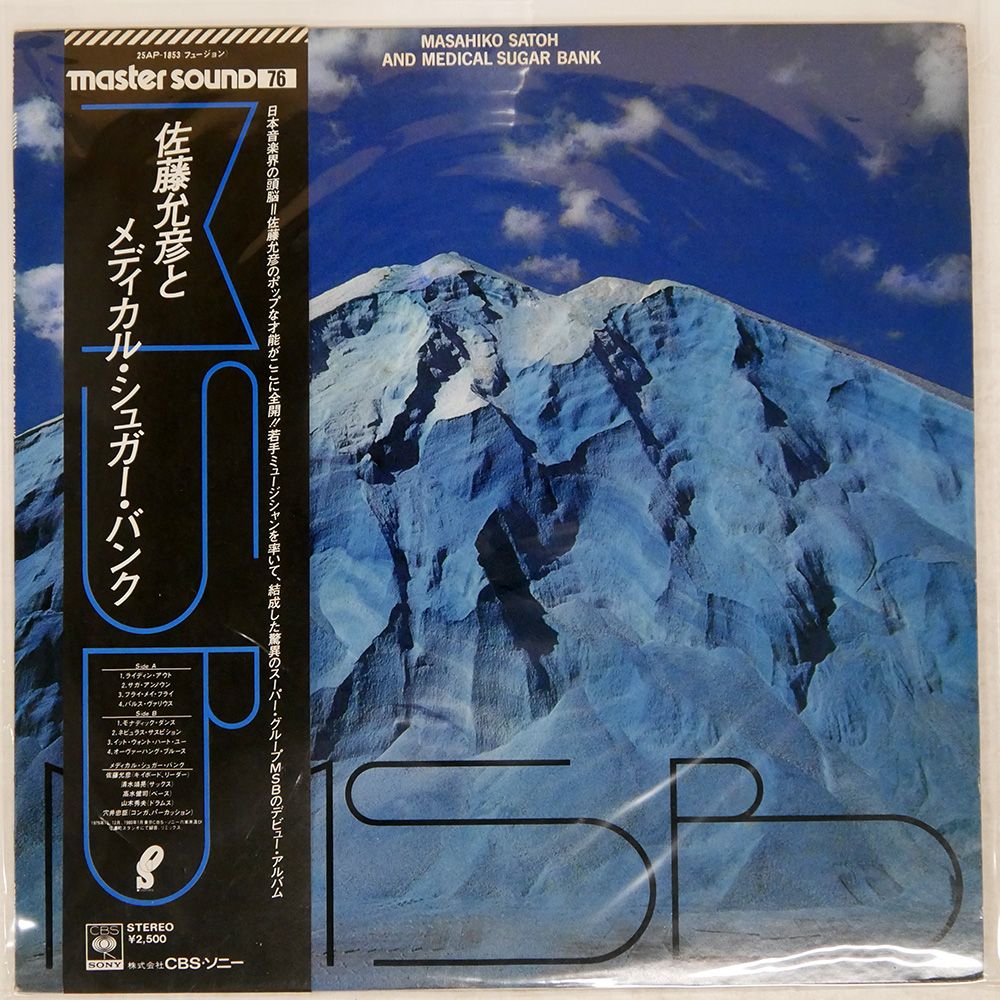 25AP-1853 フュージョン
master sound 76
佐藤允彦と
メディカル・シュガー・バンク
日本音楽界の頭脳=佐藤允彦のポップな才能がここに全開!!若手ミュージシャンを率いて、結成した驚異のスーパー・グループMSBのデビュー・アルバム
Side A
1.ライディン・アウト
2.サガ・アンノウン
3.フライ・メイ・フライ
4.パルス・ヴァリウス
Side B
1.モナディック・ダンス
2.ネビュラス・サスピション
3.イット・ウォント・ハート・ユー
4.オーヴァーハング・ブルース
メディカル・シュガー・バンク
佐藤允彦(キイボード、リーダー)
清水靖晃(サックス)
高水健司(ベース)
山木秀夫(ドラムス)
穴井忠臣(コンガ、パーカッション)
CBS
SONY
STEREO
¥2,500
株式会社CBS・ソニー
MSB
MASAHIKO SATOH
AND MEDICAL SUGAR BANK
MSB